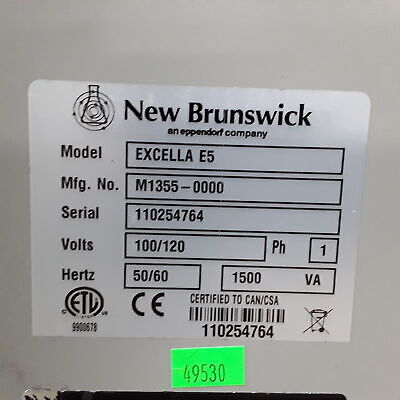 New Brunswick
an eppendorf company
Model EXCELLA E5
Mfg. No. M1355-0000
Serial 110254764
Volts 100/120 Ph 1
Hertz 50/60 1500 VA
CERTIFIED TO CAN/CSA
ETL CE
9900678 110254764
49530